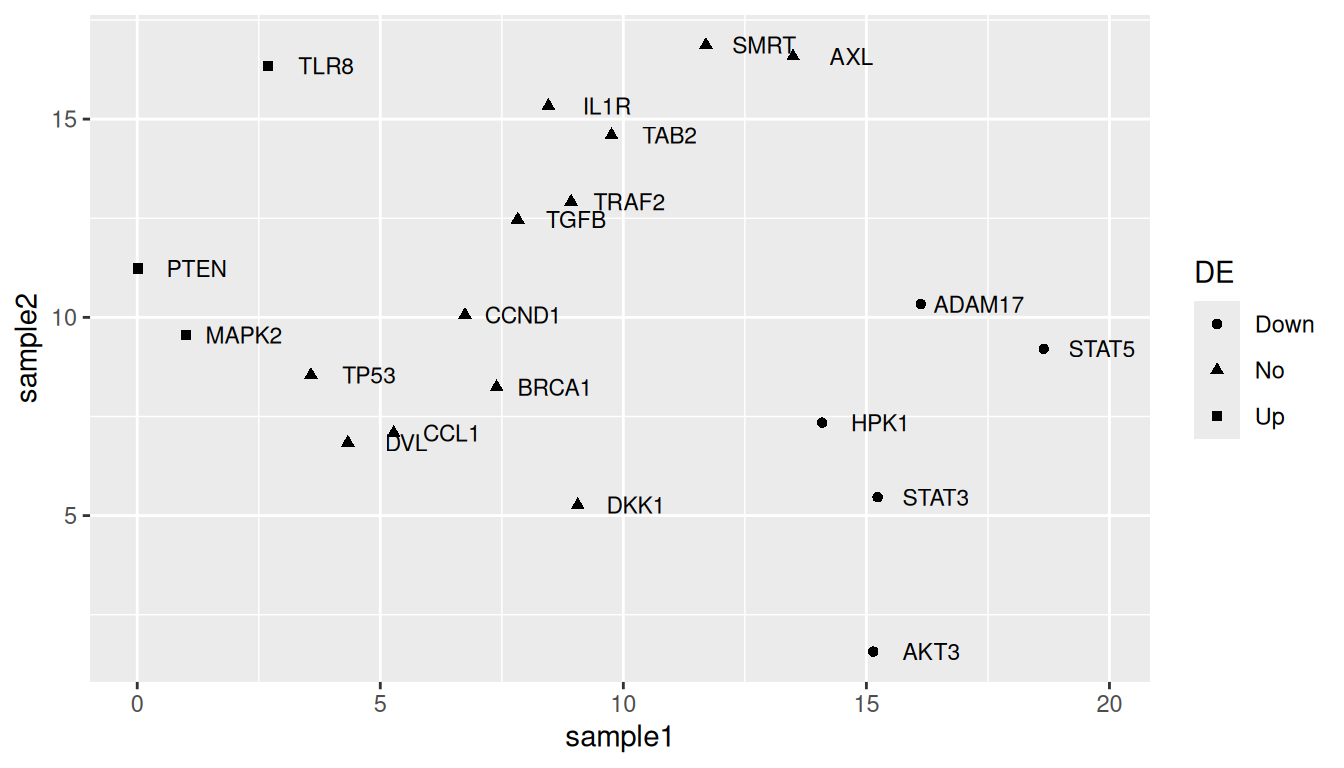 SMRT
AXL
TLR8
IL1R
15
TAB2
TRAF2
TGFB
PTEN
ADAM17
10
CCND1
MAPK2
STAT5
TP53
BRCA1
HPK1
CCL1
DVL
STAT3
DKK1
5
AKT3
0 5 10 15 20
sample1
sample2
DE
Down
No
Up